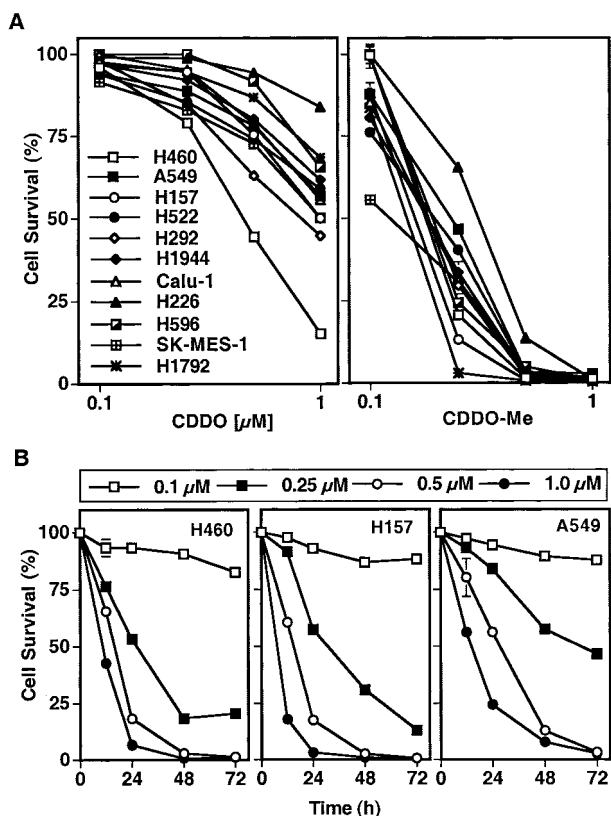 A
Cell Survival (%)
100
75
50
25
0
H460
A549
H157
H522
H292
H1944
Calu-1
H226
H596
SK-MES-1
H1792
0.1
1
CDDO [µM]
0.1
1
CDDO-Me
B
0.1 µM
0.25 µM
0.5 µM
1.0 µM
Cell Survival (%)
100
75
50
25
0
H460
H157
A549
0 24 48 72
0 24 48 72
0 24 48 72
Time (h)